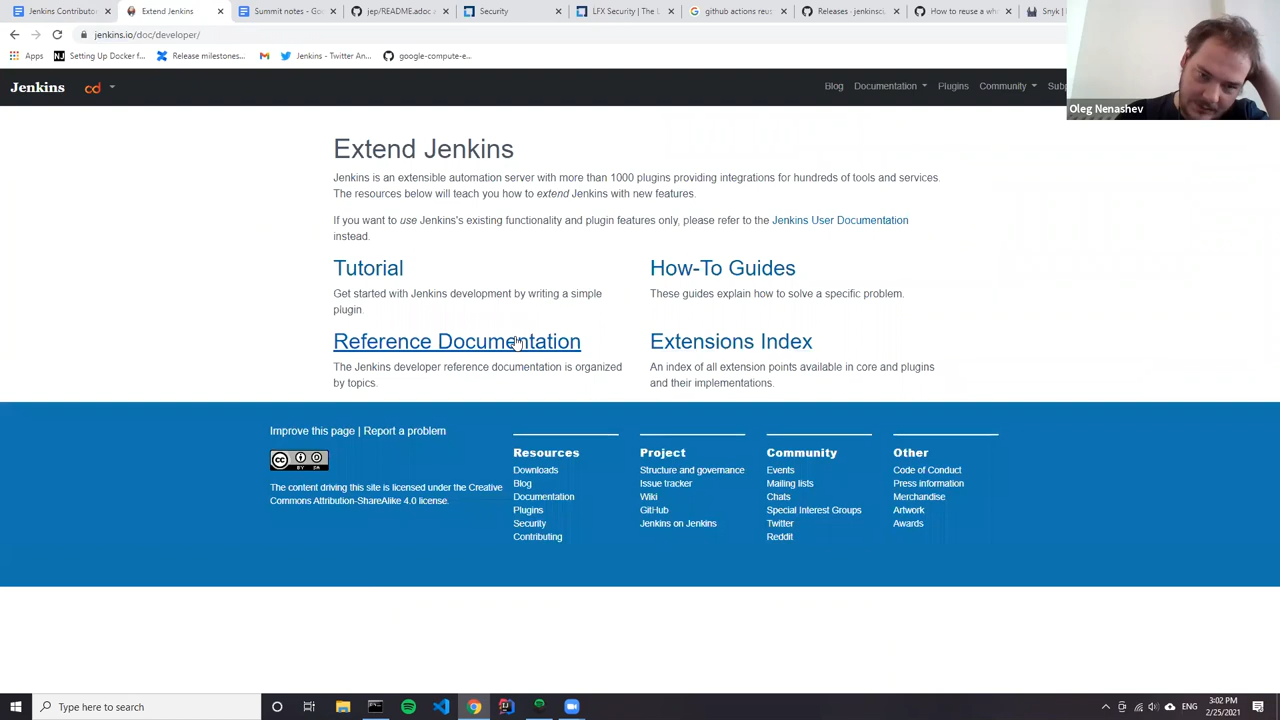 Jenkins Contribut
Extend Jenkins
Summit notes - Go
jep/README.adoc a
Security
LFX Security | The L
github actions reus
Releases · jenkinsci
How to reuse a wh
Snyk |
jenkins.io/doc/developer/
Apps
Setting Up Docker f...
Release milestones...
Jenkins - Twitter An...
google-compute-e...
Jenkins
cd
Blog
Documentation
Plugins
Community
Oleg Nenashev
Extend Jenkins
Jenkins is an extensible automation server with more than 1000 plugins providing integrations for hundreds of tools and services.
The resources below will teach you how to extend Jenkins with new features.
If you want to use Jenkins's existing functionality and plugin features only, please refer to the Jenkins User Documentation
instead.
Tutorial
Get started with Jenkins development by writing a simple
plugin.
How-To Guides
These guides explain how to solve a specific problem.
Reference Documentation
The Jenkins developer reference documentation is organized
by topics.
Extensions Index
An index of all extension points available in core and plugins
and their implementations.
Improve this page | Report a problem
CC BY SA
The content driving this site is licensed under the Creative
Commons Attribution-ShareAlike 4.0 license.
Resources
Downloads
Blog
Documentation
Plugins
Security
Contributing
Project
Structure and governance
Issue tracker
Wiki
GitHub
Jenkins on Jenkins
Community
Events
Mailing lists
Chats
Special Interest Groups
Twitter
Reddit
Other
Code of Conduct
Press information
Merchandise
Artwork
Awards
Type here to search
ENG
3:02 PM
2/25/2021